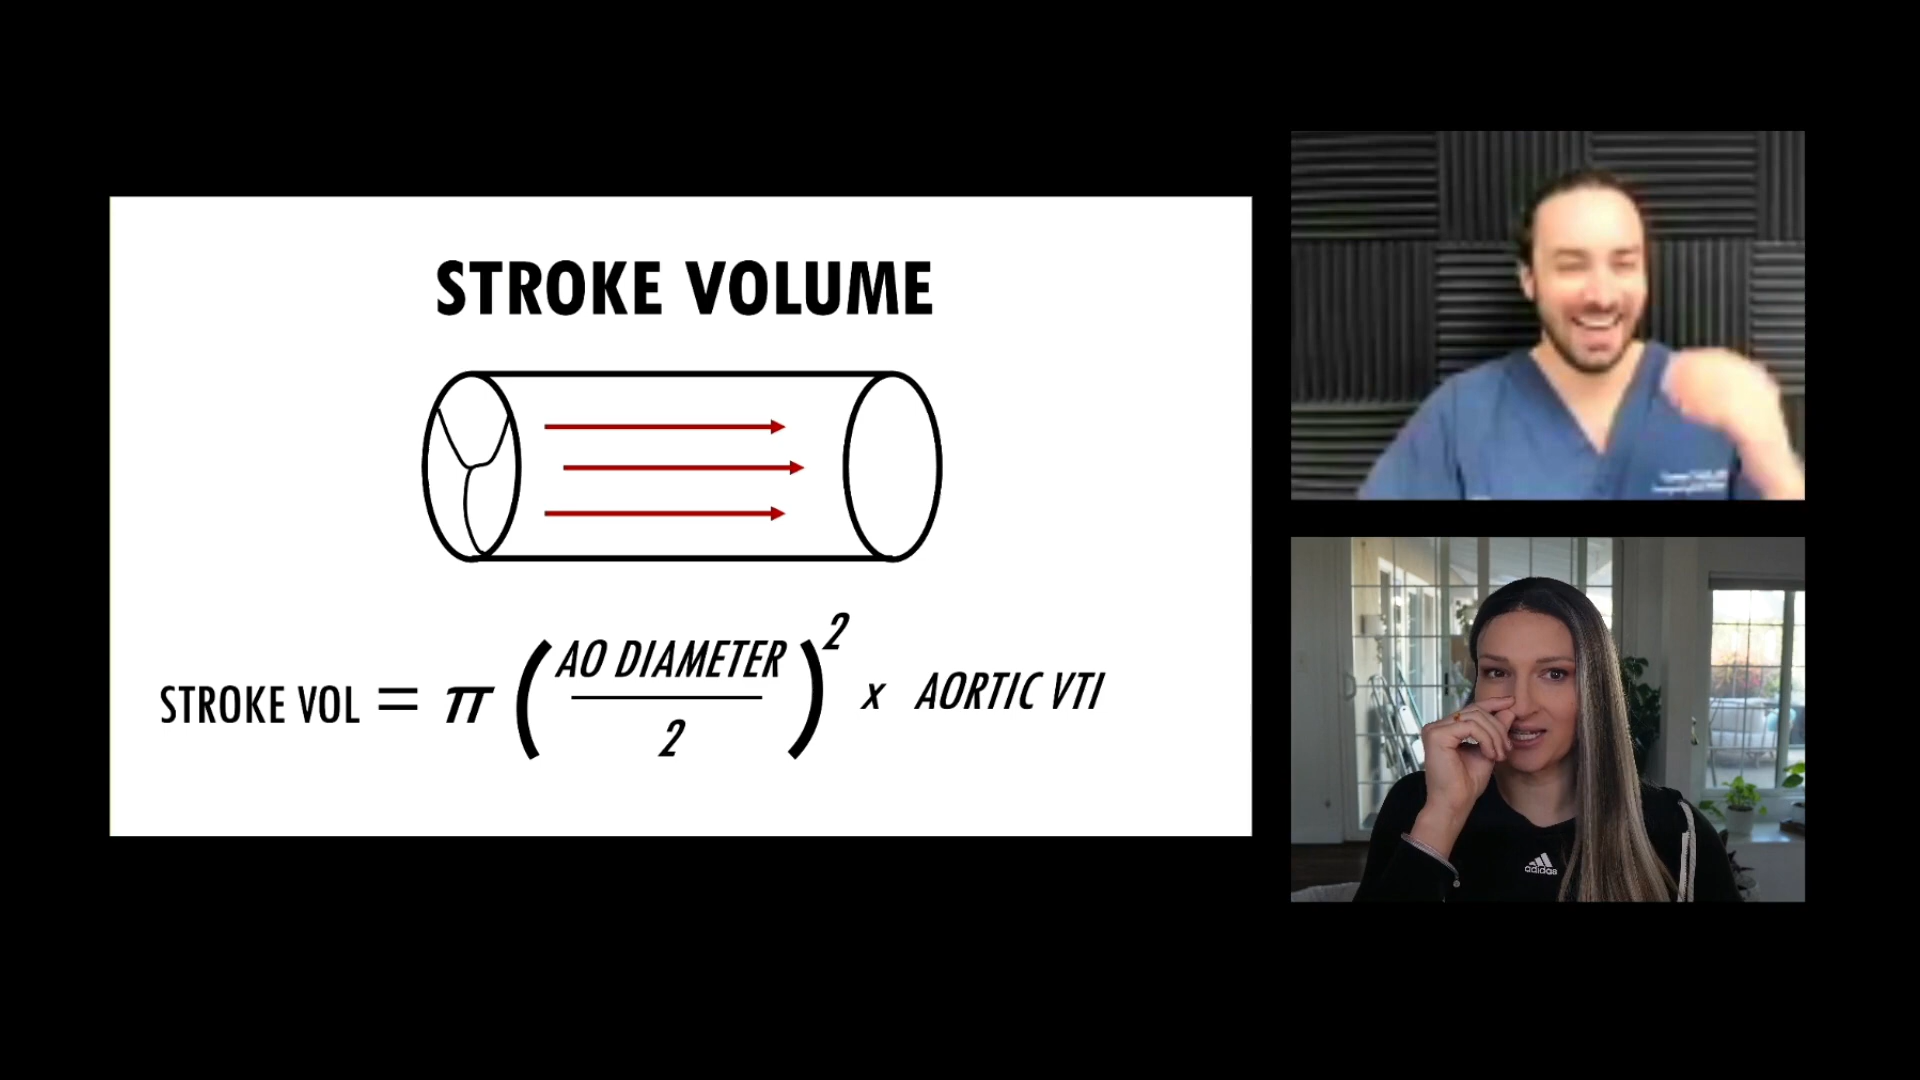 STROKE VOLUME
STROKE VOL = π (AO DIAMETER / 2)² x AORTIC VTI
adidas